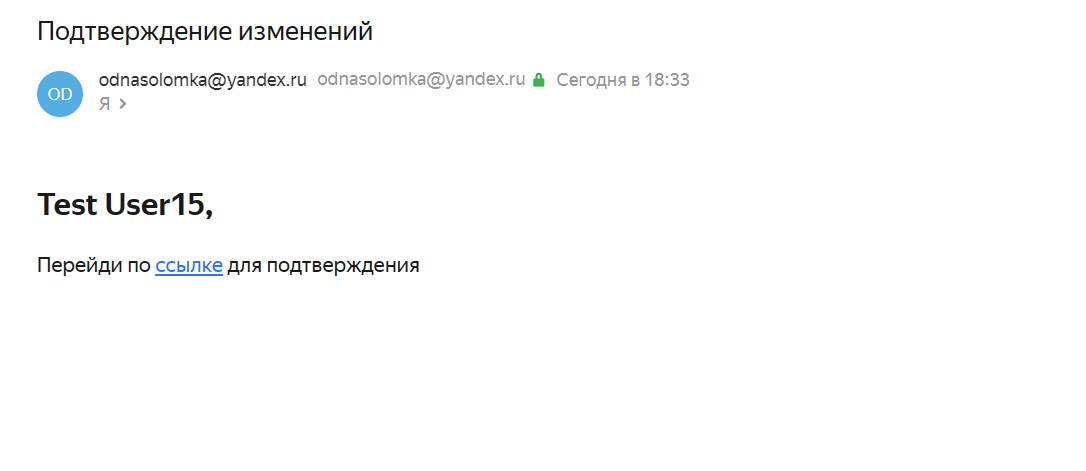 Подтверждение изменений
OD
odnasolomka@yandex.ru odnasolomka@yandex.ru Сегодня в 18:33
Я
Test User15,
Перейди по ссылке для подтверждения